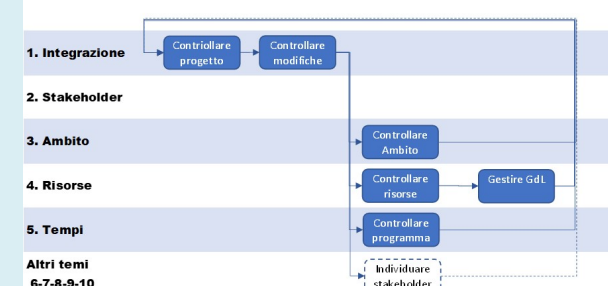 1. Integrazione
Contriollare
progetto
Controllare
modifiche
2. Stakeholder
3. Ambito
Controllare
Ambito
4. Risorse
Controllare
risorse
Gestire GdL
5. Tempi
Controllare
programma
Altri temi
6-7-8-9-10
Individuare
stakeholder